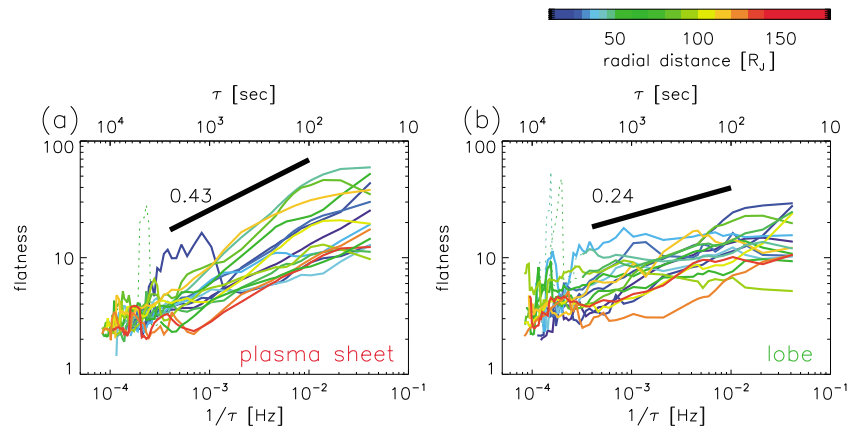 50 100 150
radial distance [R_J]
τ [sec]
τ [sec]
(a)
10^4 10^3 10^2 10
(b)
10^4 10^3 10^2 10
100
10
1
flatness
0.43
plasma sheet
10^-4 10^-3 10^-2 10^-1
1/τ [Hz]
100
10
1
flatness
0.24
lobe
10^-4 10^-3 10^-2 10^-1
1/τ [Hz]